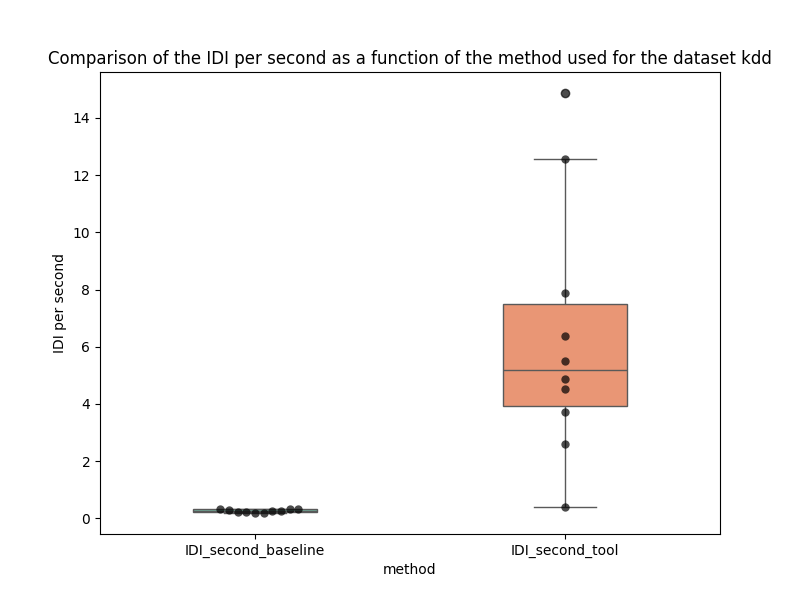 Comparison of the IDI per second as a function of the method used for the dataset kdd
14
12
10
8
6
4
2
0
IDI per second
IDI_second_baseline
IDI_second_tool
method